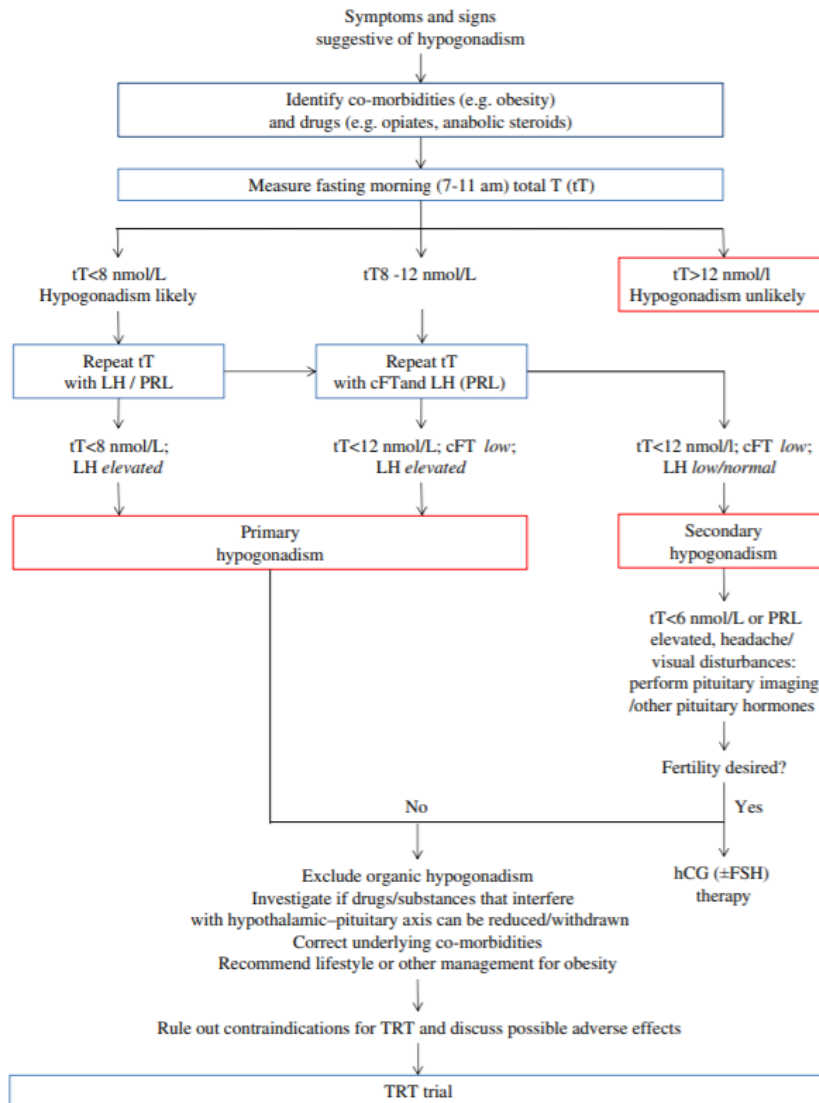 Symptoms and signs
suggestive of hypogonadism
Identify co-morbidities (e.g. obesity)
and drugs (e.g. opiates, anabolic steroids)
Measure fasting morning (7-11 am) total T (tT)
tT<8 nmol/L
Hypogonadism likely
tT8 -12 nmol/L
tT>12 nmol/l
Hypogonadism unlikely
Repeat tT
with LH / PRL
Repeat tT
with cFTand LH (PRL)
tT<8 nmol/L;
LH elevated
tT<12 nmol/L; cFT low;
LH elevated
tT<12 nmol/l; cFT low;
LH low/normal
Primary
hypogonadism
Secondary
hypogonadism
tT<6 nmol/L or PRL
elevated, headache/
visual disturbances:
perform pituitary imaging
/other pituitary hormones
Fertility desired?
No
Yes
Exclude organic hypogonadism
Investigate if drugs/substances that interfere
with hypothalamic–pituitary axis can be reduced/withdrawn
Correct underlying co-morbidities
Recommend lifestyle or other management for obesity
hCG (±FSH)
therapy
Rule out contraindications for TRT and discuss possible adverse effects
TRT trial